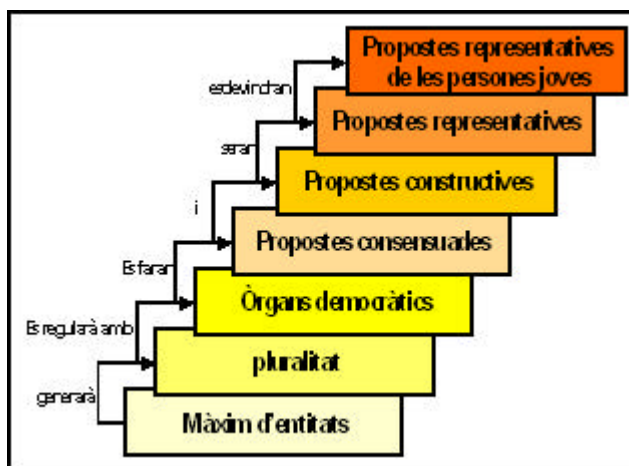 Propostes representatives
de les persones joves
esdevindran
Propostes representatives
seran
Propostes constructives
i
Propostes consensuades
Es faran
Òrgans democràtics
Es regularà amb
pluralitat
generarà
Màxim d'entitats